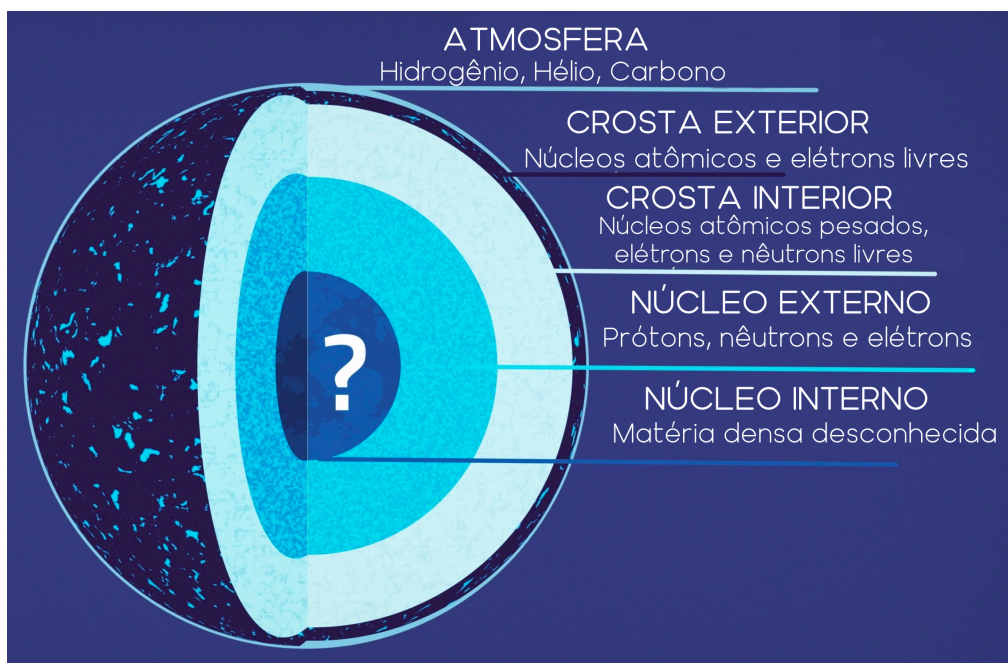 ATMOSFERA
Hidrogênio, Hélio, Carbono
CROSTA EXTERIOR
Núcleos atômicos e elétrons livres
CROSTA INTERIOR
Núcleos atômicos pesados,
elétrons e nêutrons livres
NÚCLEO EXTERNO
Prótons, nêutrons e elétrons
?
NÚCLEO INTERNO
Matéria densa desconhecida